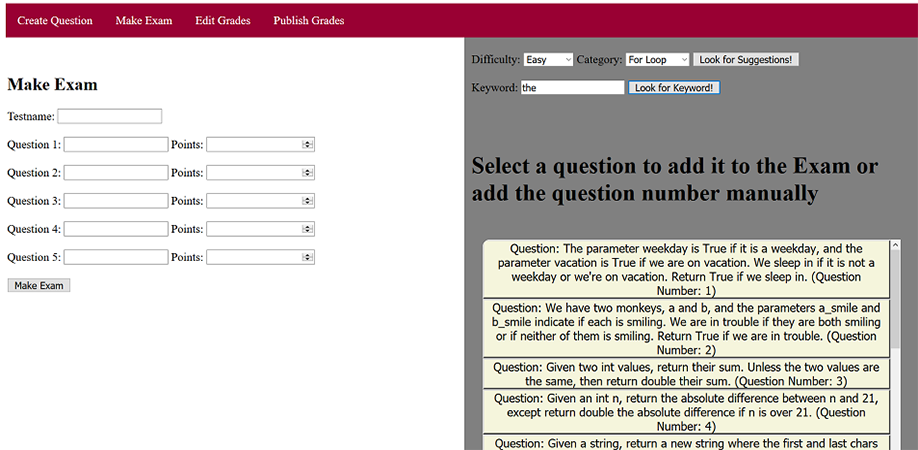 Create Question Make Exam Edit Grades Publish Grades
Make Exam
Testname:
Question 1: Points:
Question 2: Points:
Question 3: Points:
Question 4: Points:
Question 5: Points:
Make Exam
Difficulty: Easy Category: For Loop Look for Suggestions!
Keyword: the Look for Keyword!
Select a question to add it to the Exam or
add the question number manually
Question: The parameter weekday is True if it is a weekday, and the
parameter vacation is True if we are on vacation. We sleep in if it is not a
weekday or we're on vacation. Return True if we sleep in. (Question
Number: 1)
Question: We have two monkeys, a and b, and the parameters a_smile and
b_smile indicate if each is smiling. We are in trouble if they are both smiling
or if neither of them is smiling. Return True if we are in trouble. (Question
Number: 2)
Question: Given two int values, return their sum. Unless the two values are
the same, then return double their sum. (Question Number: 3)
Question: Given an int n, return the absolute difference between n and 21,
except return double the absolute difference if n is over 21. (Question
Number: 4)
Question: Given a string, return a new string where the first and last chars